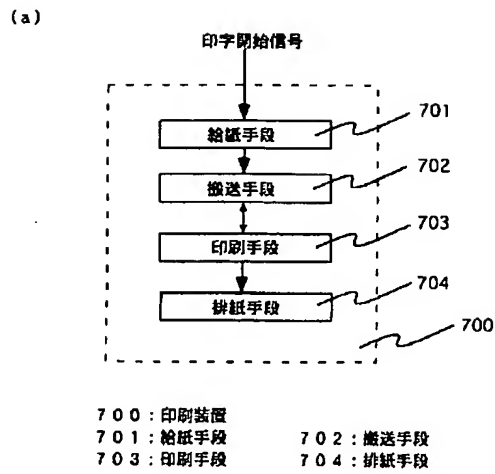 (a)
印字開始信号
給紙手段
701
搬送手段
702
印刷手段
703
排紙手段
704
700
700:印刷装置
701:給紙手段 702:搬送手段
703:印刷手段 704:排紙手段